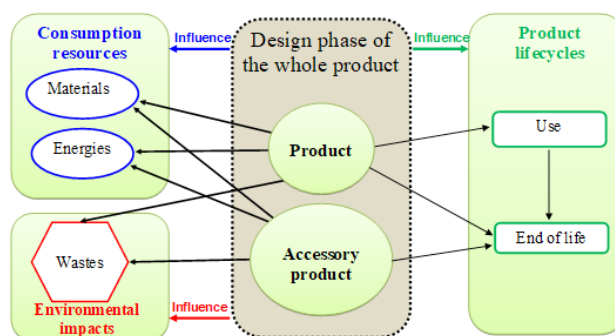 Consumption
resources
Materials
Energies
Influence
Design phase of
the whole product
Influence
Product
lifecycles
Product
Use
Accessory
product
End of life
Wastes
Environmental
impacts
Influence